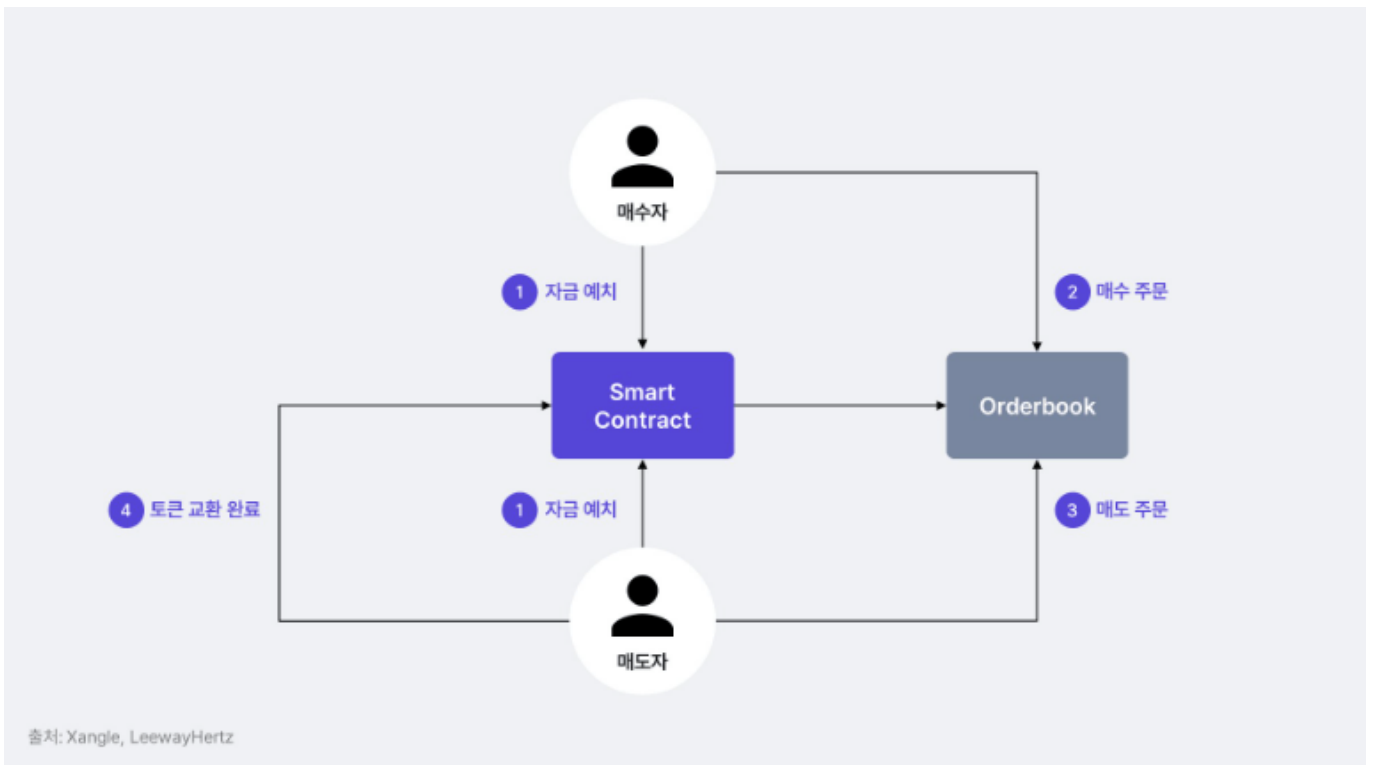 매수자
1 자금 예치
2 매수 주문
Smart
Contract
Orderbook
4 토큰 교환 완료
1 자금 예치
3 매도 주문
매도자
출처: Xangle, LeewayHertz